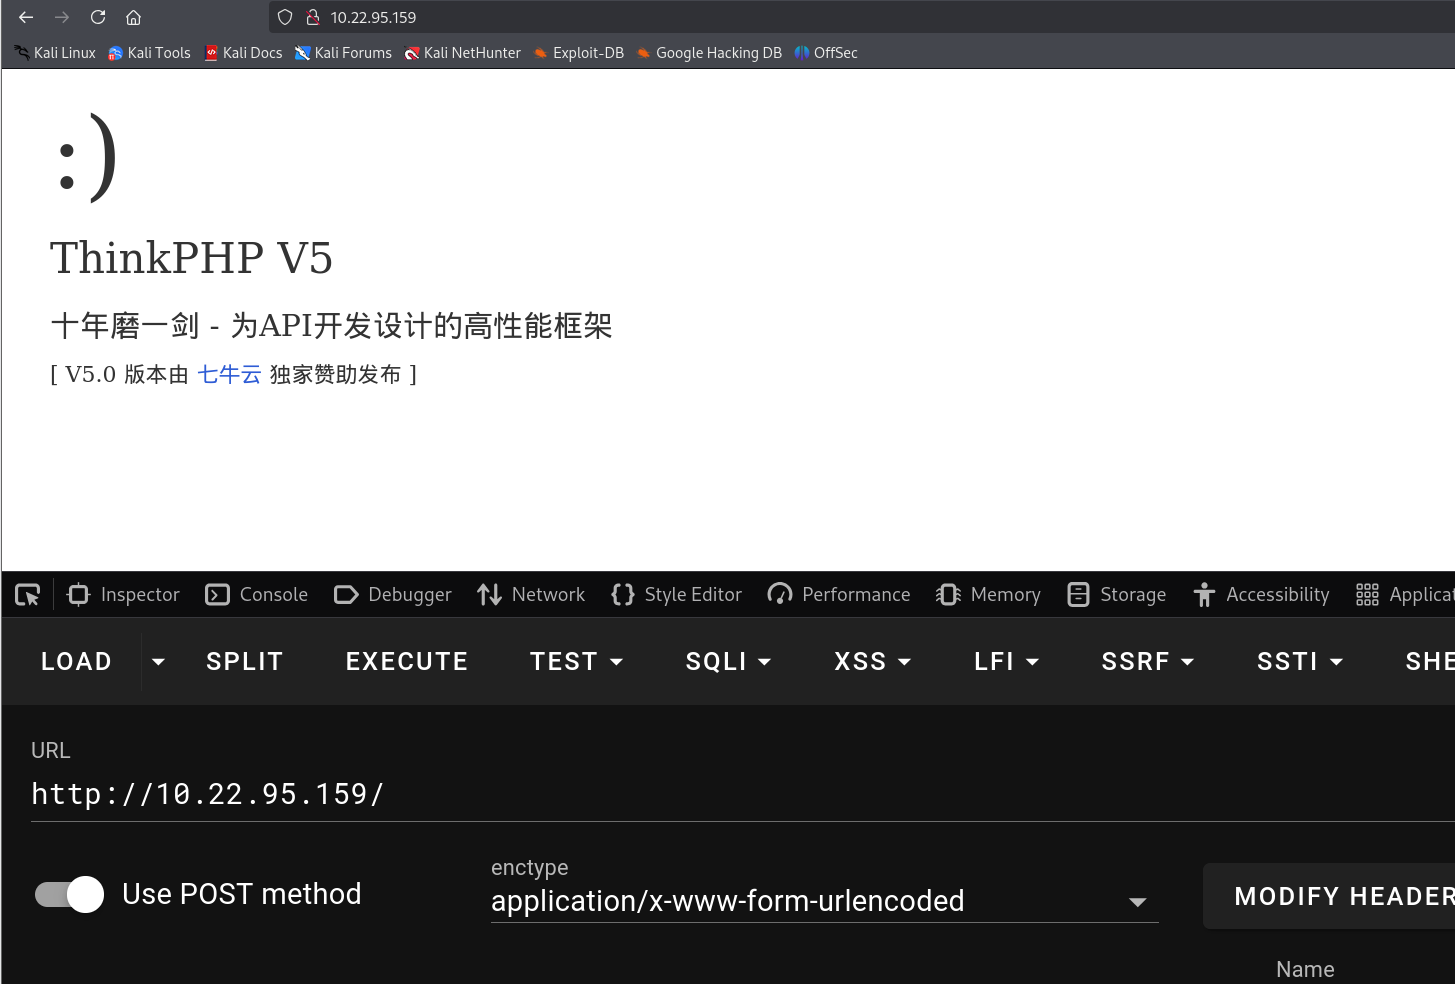 10.22.95.159
Kali Linux Kali Tools Kali Docs Kali Forums Kali NetHunter Exploit-DB Google Hacking DB OffSec
:)
ThinkPHP V5
十年磨一剑 - 为API开发设计的高性能框架
[ V5.0 版本由 七牛云 独家赞助发布 ]
Inspector Console Debugger Network Style Editor Performance Memory Storage Accessibility Applicat
LOAD SPLIT EXECUTE TEST SQLI XSS LFI SSRF SSTI SHE
URL
http://10.22.95.159/
enctype
Use POST method application/x-www-form-urlencoded MODIFY HEADER
Name